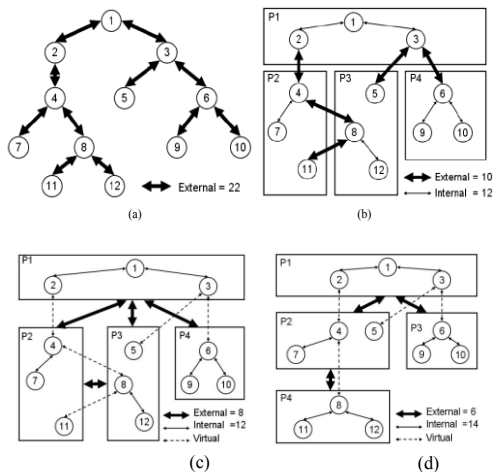 1
2
3
4
5
6
7
8
9
10
11
12
External = 22
(a)
P1
1
2
3
P2
P3
P4
4
5
6
7
8
9
10
11
12
External = 10
Internal = 12
(b)
P1
1
2
3
P2
P3
P4
4
5
6
7
8
9
10
11
12
External = 8
Internal =12
Virtual
(c)
P1
1
2
3
P2
P3
4
5
6
7
9
10
P4
8
11
12
External = 6
Internal =14
Virtual
(d)